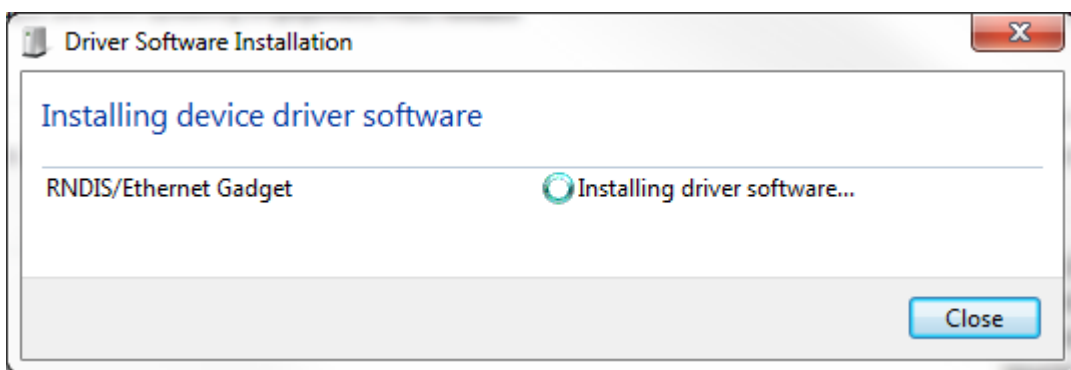 Driver Software Installation
Installing device driver software
RNDIS/Ethernet Gadget Installing driver software...
Close